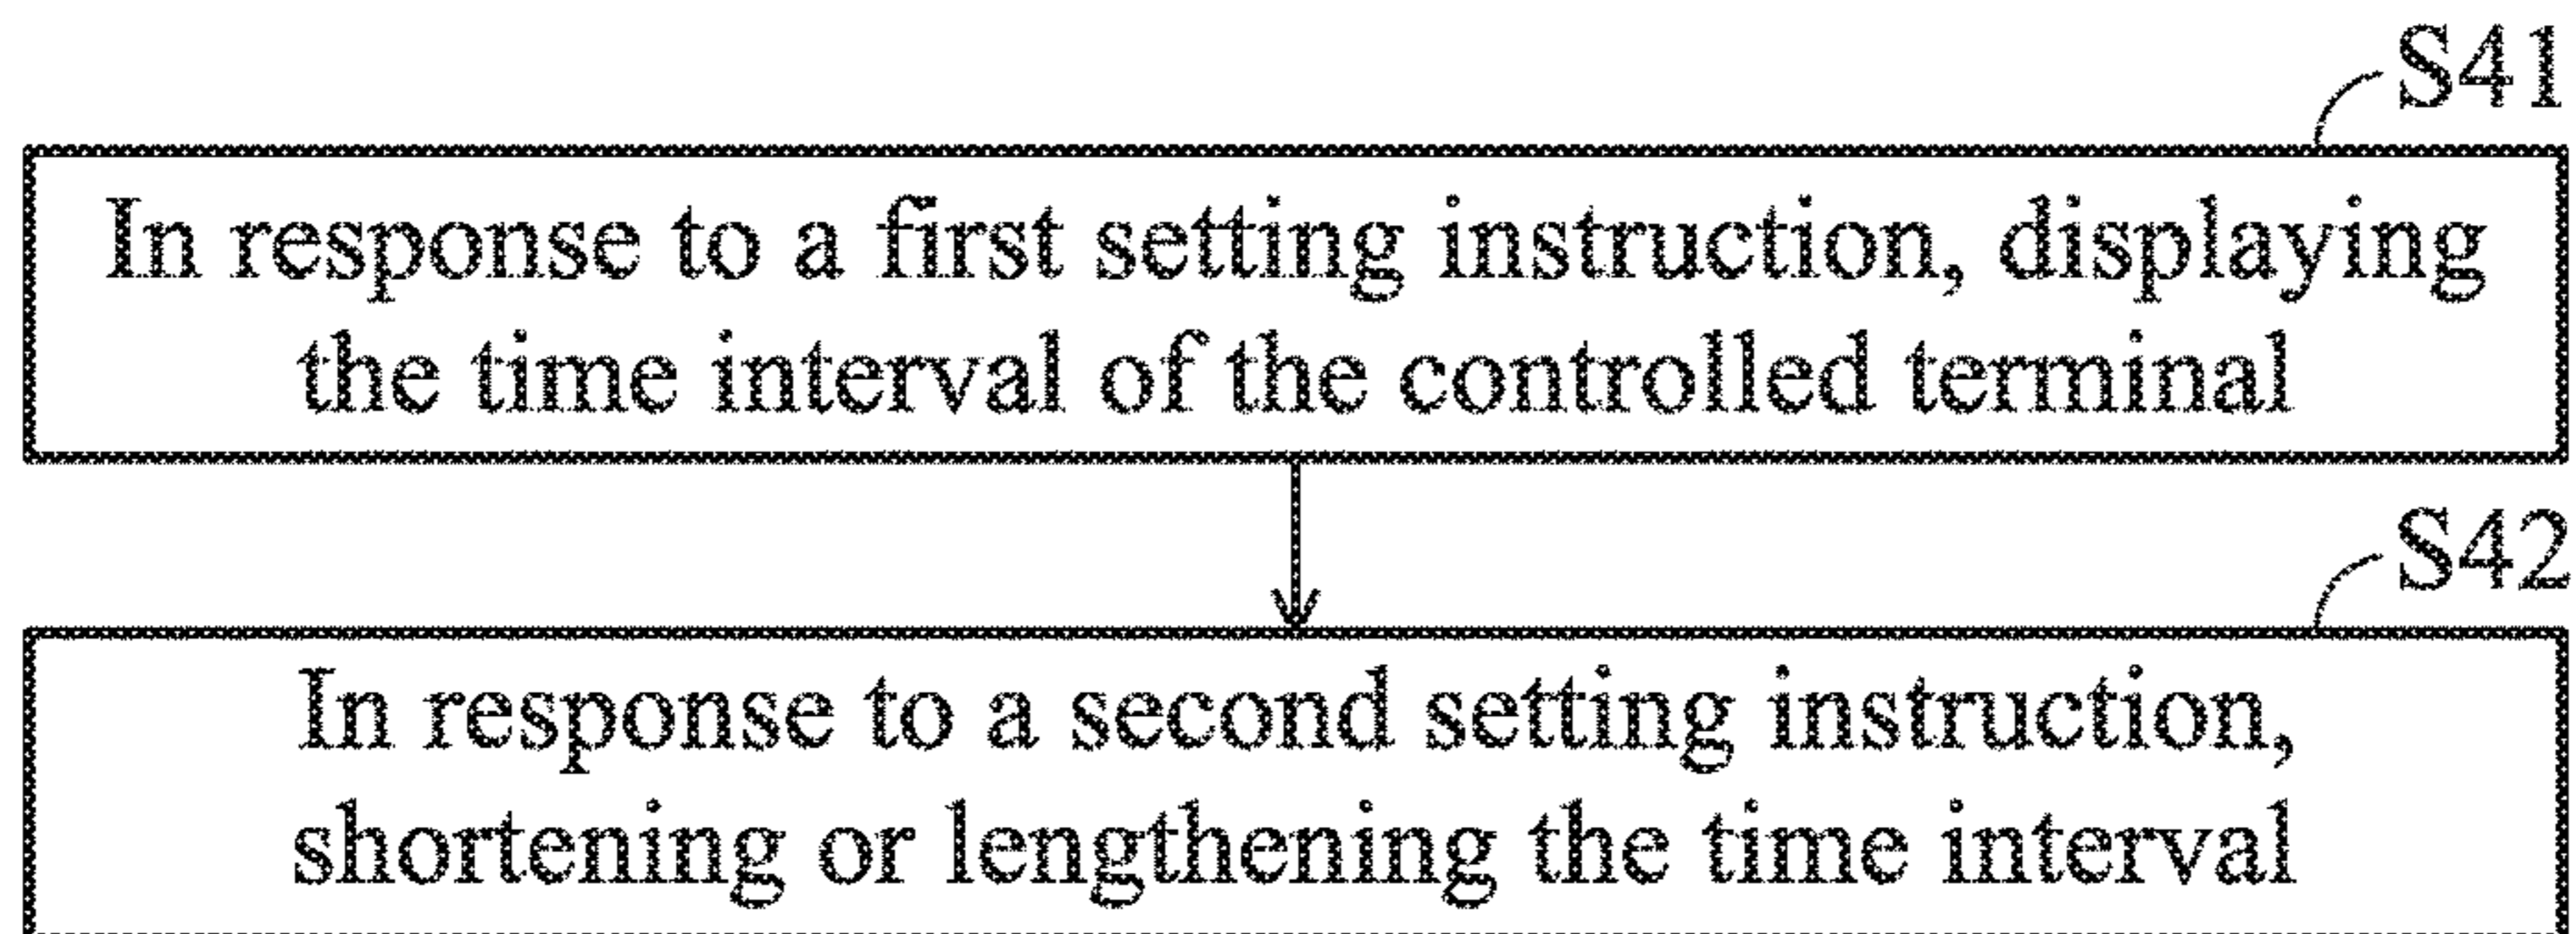 S41
In response to a first setting instruction, displaying
the time interval of the controlled terminal
S42
In response to a second setting instruction,
shortening or lengthening the time interval